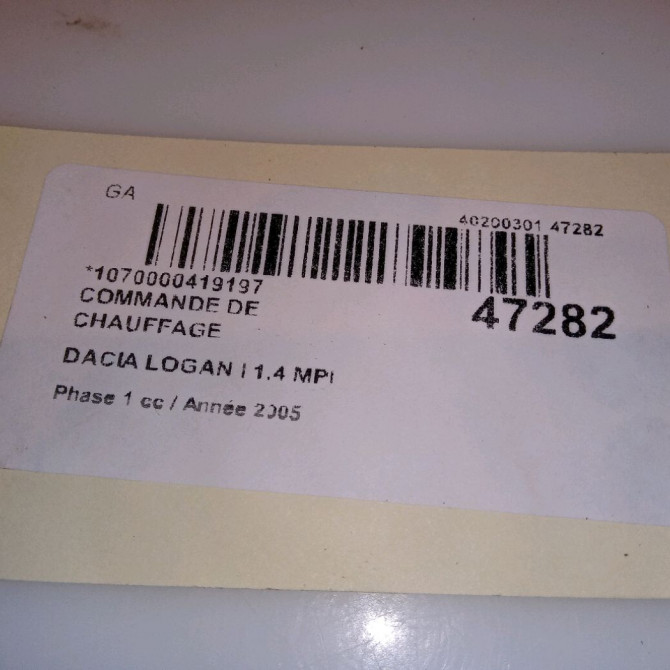 GA
40200301 47282
*1070000419197
47282
COMMANDE DE
CHAUFFAGE
DACIA LOGAN I 1.4 MPI
Phase 1 cc / Année 2005